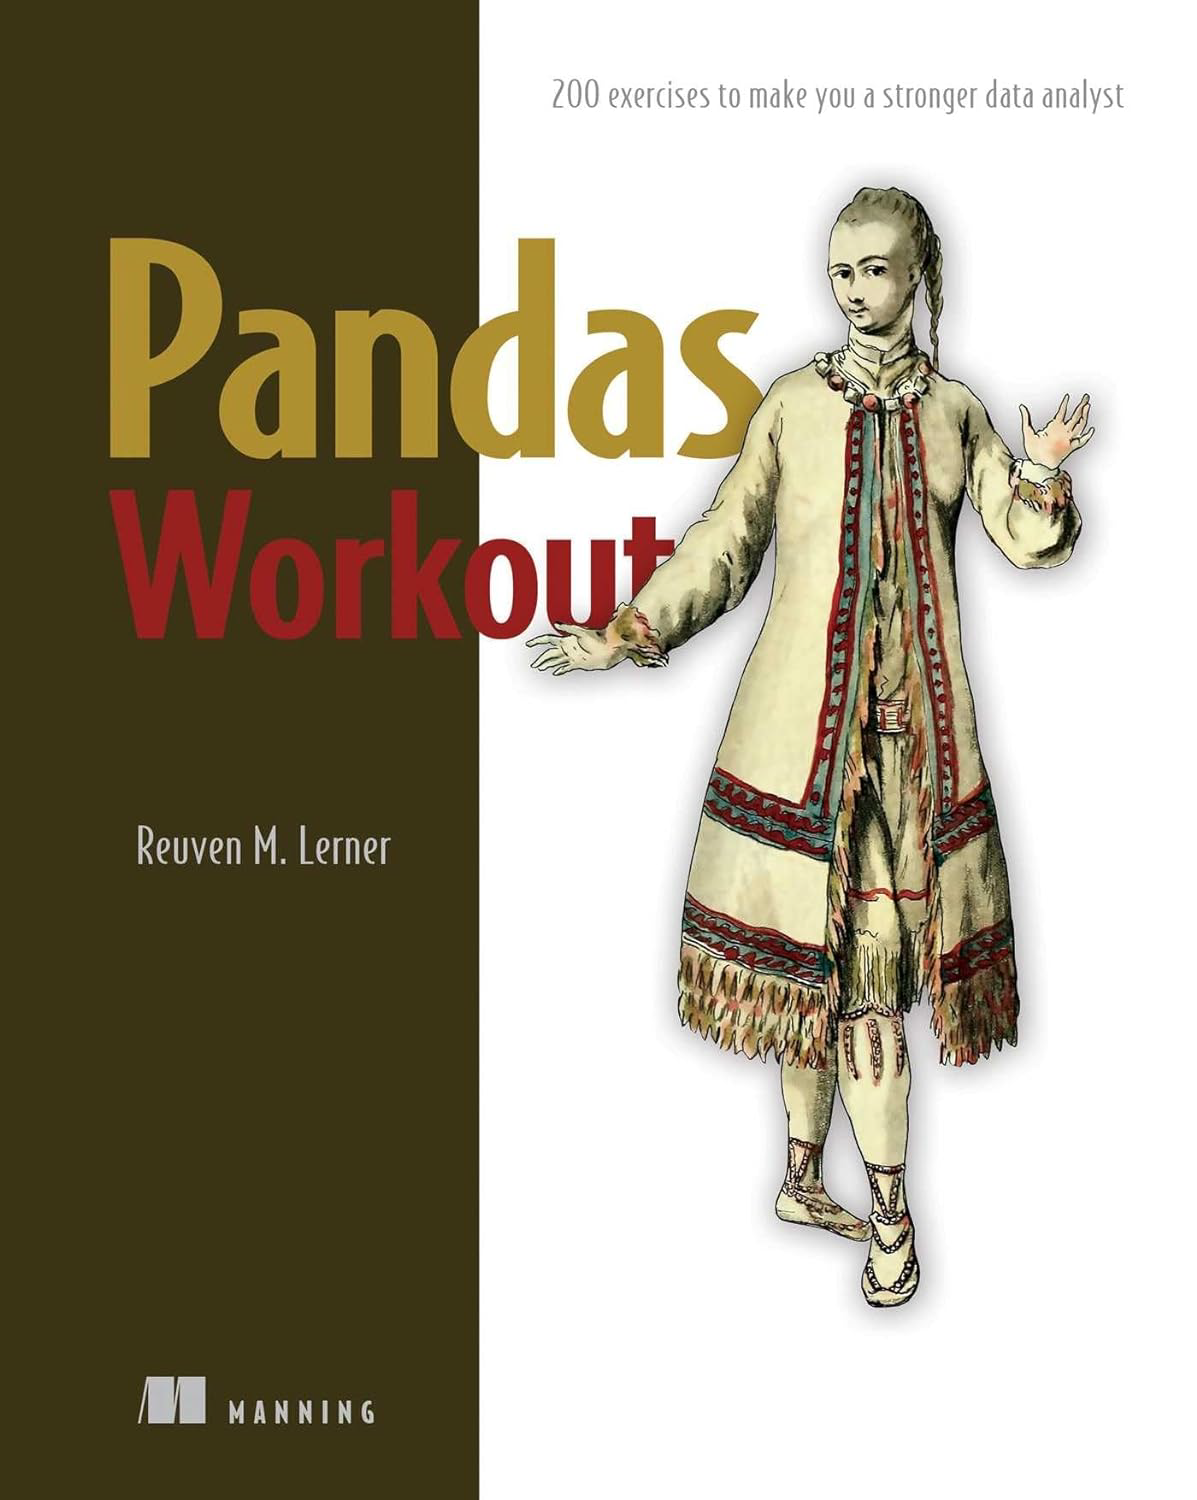 200 exercises to make you a stronger data analyst
Pandas
Workout
Reuven M. Lerner
MANNING